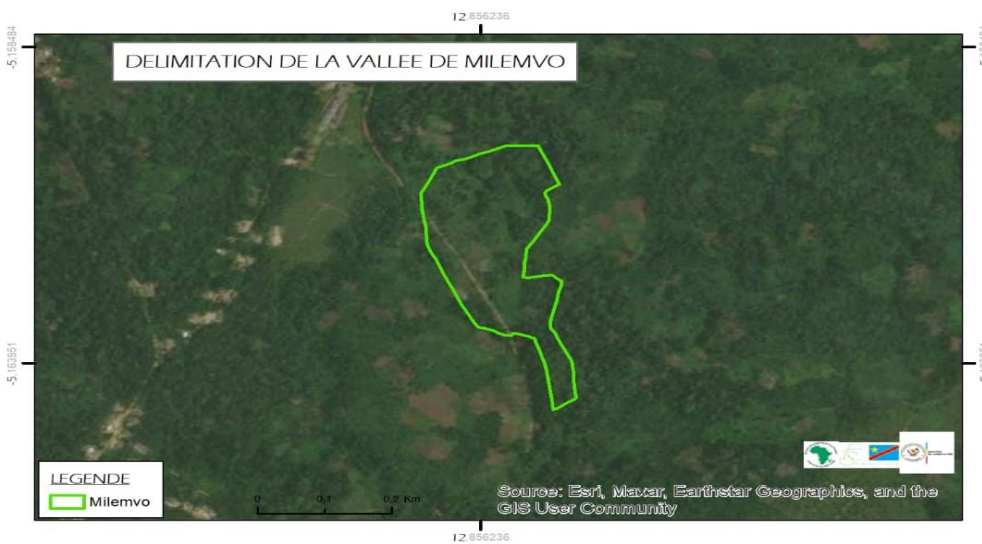 12.856236
-5.158484
DELIMITATION DE LA VALLEE DE MILEMVO
-5.163951
LEGENDE
Milemvo
0 0,1 0,2 Km
Source: Esri, Maxar, Earthstar Geographics, and the
GIS User Community
12.856236